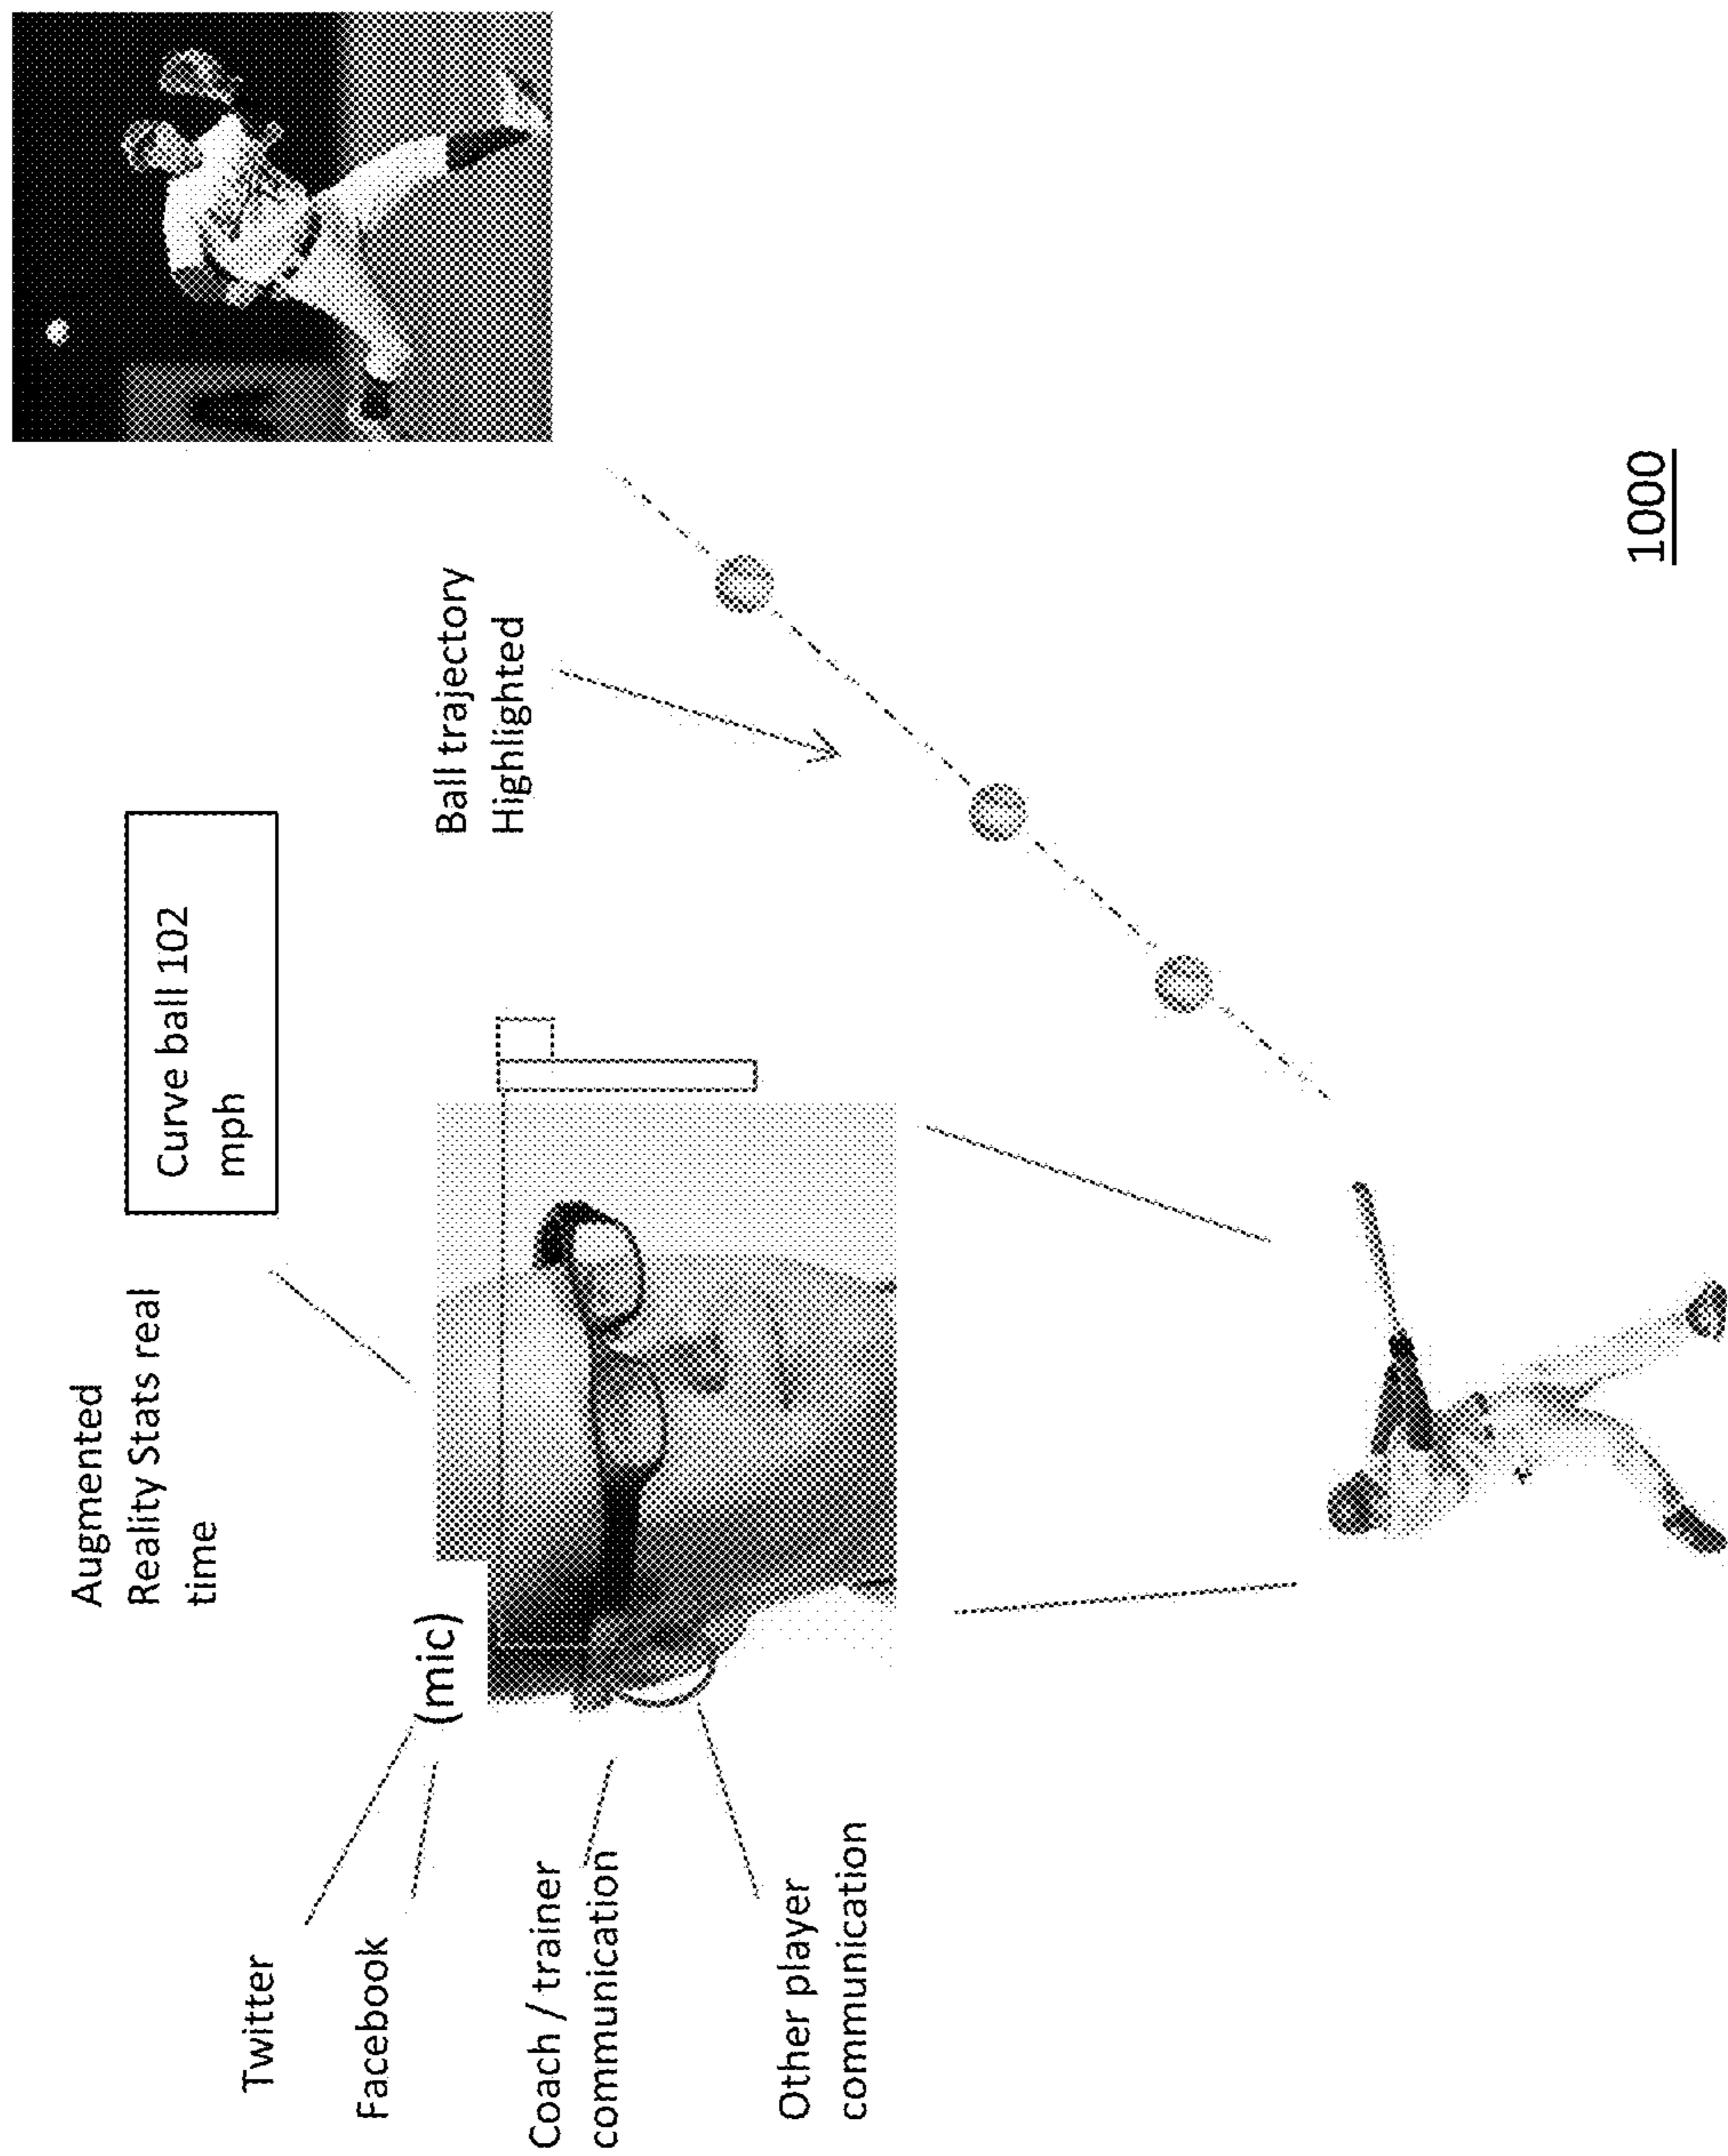 Augmented
Reality Stats real
time
Curve ball 102
mph
Twitter
Facebook
(mic)
Coach / trainer
communication
Other player
communication
Ball trajectory
Highlighted
1000